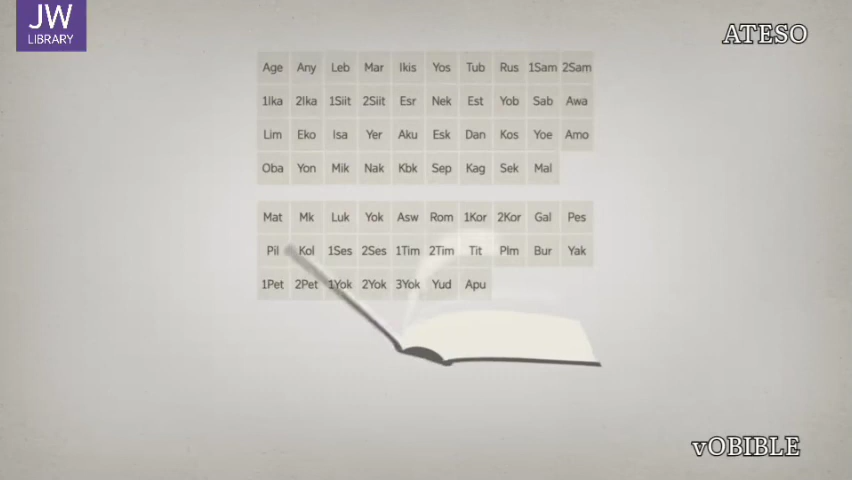 JW
LIBRARY
ATESO
Age Any Leb Mar Ikis Yos Tub Rus 1Sam 2Sam
1Ika 2Ika 1Siit 2Siit Esr Nek Est Yob Sab Awa
Lim Eko Isa Yer Aku Esk Dan Kos Yoe Amo
Oba Yon Mik Nak Kbk Sep Kag Sek Mal
Mat Mk Luk Yok Asw Rom 1Kor 2Kor Gal Pes
Pil Kol 1Ses 2Ses 1Tim 2Tim Tit Plm Bur Yak
1Pet 2Pet 1Yok 2Yok 3Yok Yud Apu
vOBIBLE